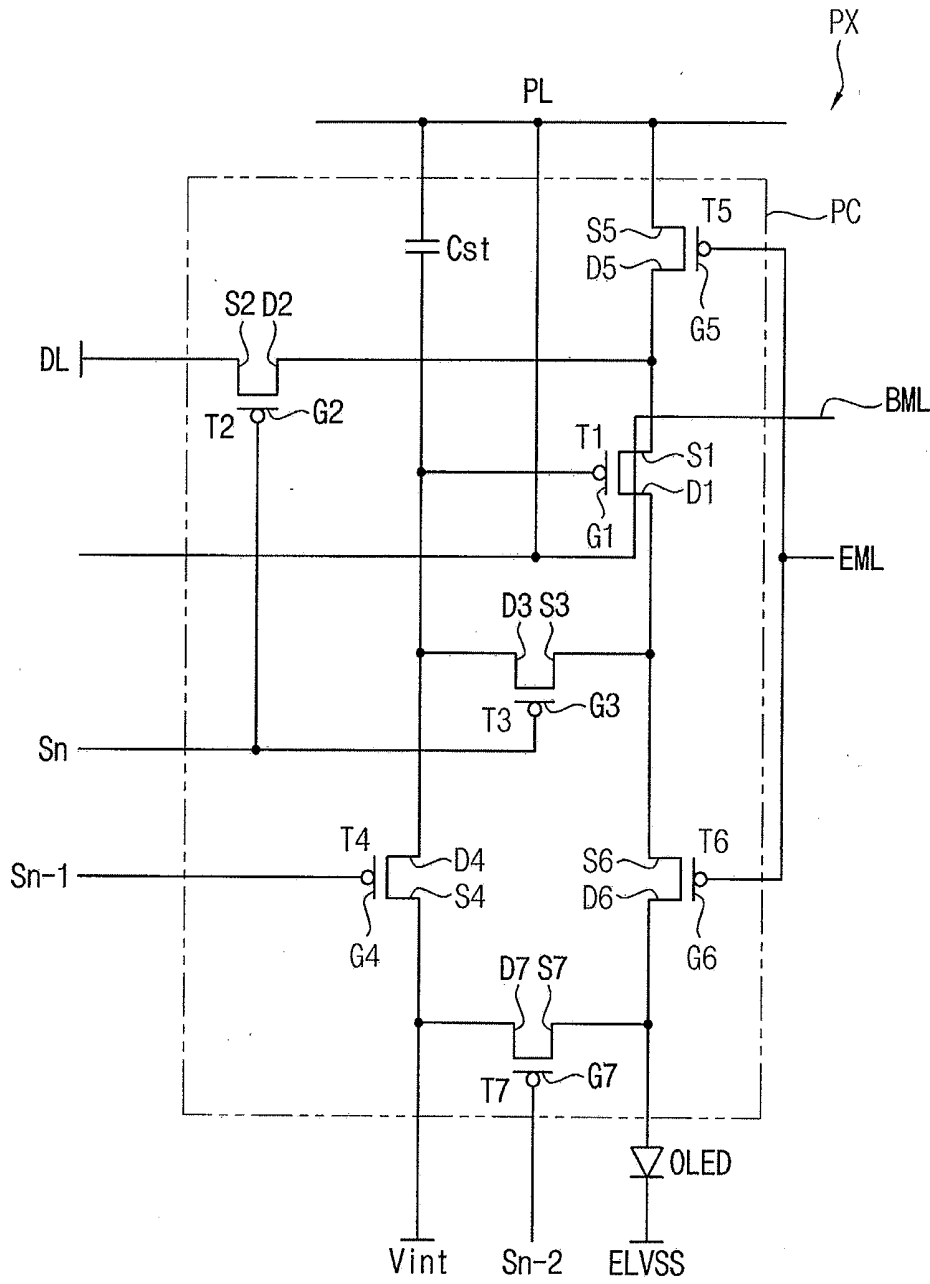 PX
PL
T5
PC
S5
Cst
D5
G5
S2 D2
DL
BML
T2
G2
T1
S1
D1
G1
EML
D3 S3
T3
G3
Sn
T4
T6
D4
S6
Sn-1
S4
D6
G4
G6
D7 S7
T7
G7
OLED
Vint
Sn-2
ELVSS